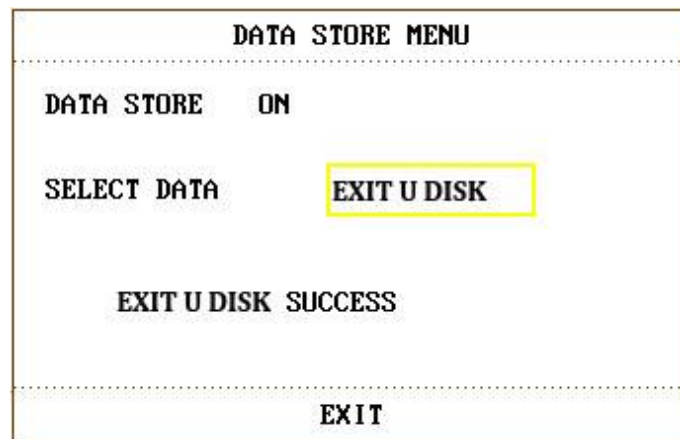 DATA STORE MENU
DATA STORE ON
SELECT DATA EXIT U DISK
EXIT U DISK SUCCESS
EXIT